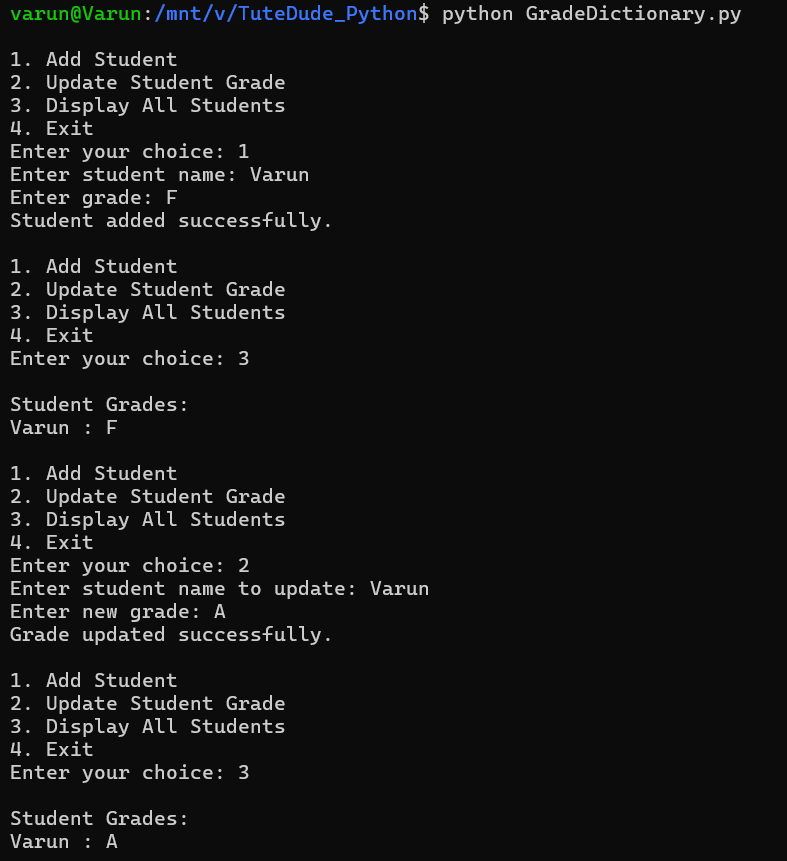 varun@Varun:/mnt/v/TuteDude_Python$ python GradeDictionary.py
1. Add Student
2. Update Student Grade
3. Display All Students
4. Exit
Enter your choice: 1
Enter student name: Varun
Enter grade: F
Student added successfully.
1. Add Student
2. Update Student Grade
3. Display All Students
4. Exit
Enter your choice: 3
Student Grades:
Varun : F
1. Add Student
2. Update Student Grade
3. Display All Students
4. Exit
Enter your choice: 2
Enter student name to update: Varun
Enter new grade: A
Grade updated successfully.
1. Add Student
2. Update Student Grade
3. Display All Students
4. Exit
Enter your choice: 3
Student Grades:
Varun : A